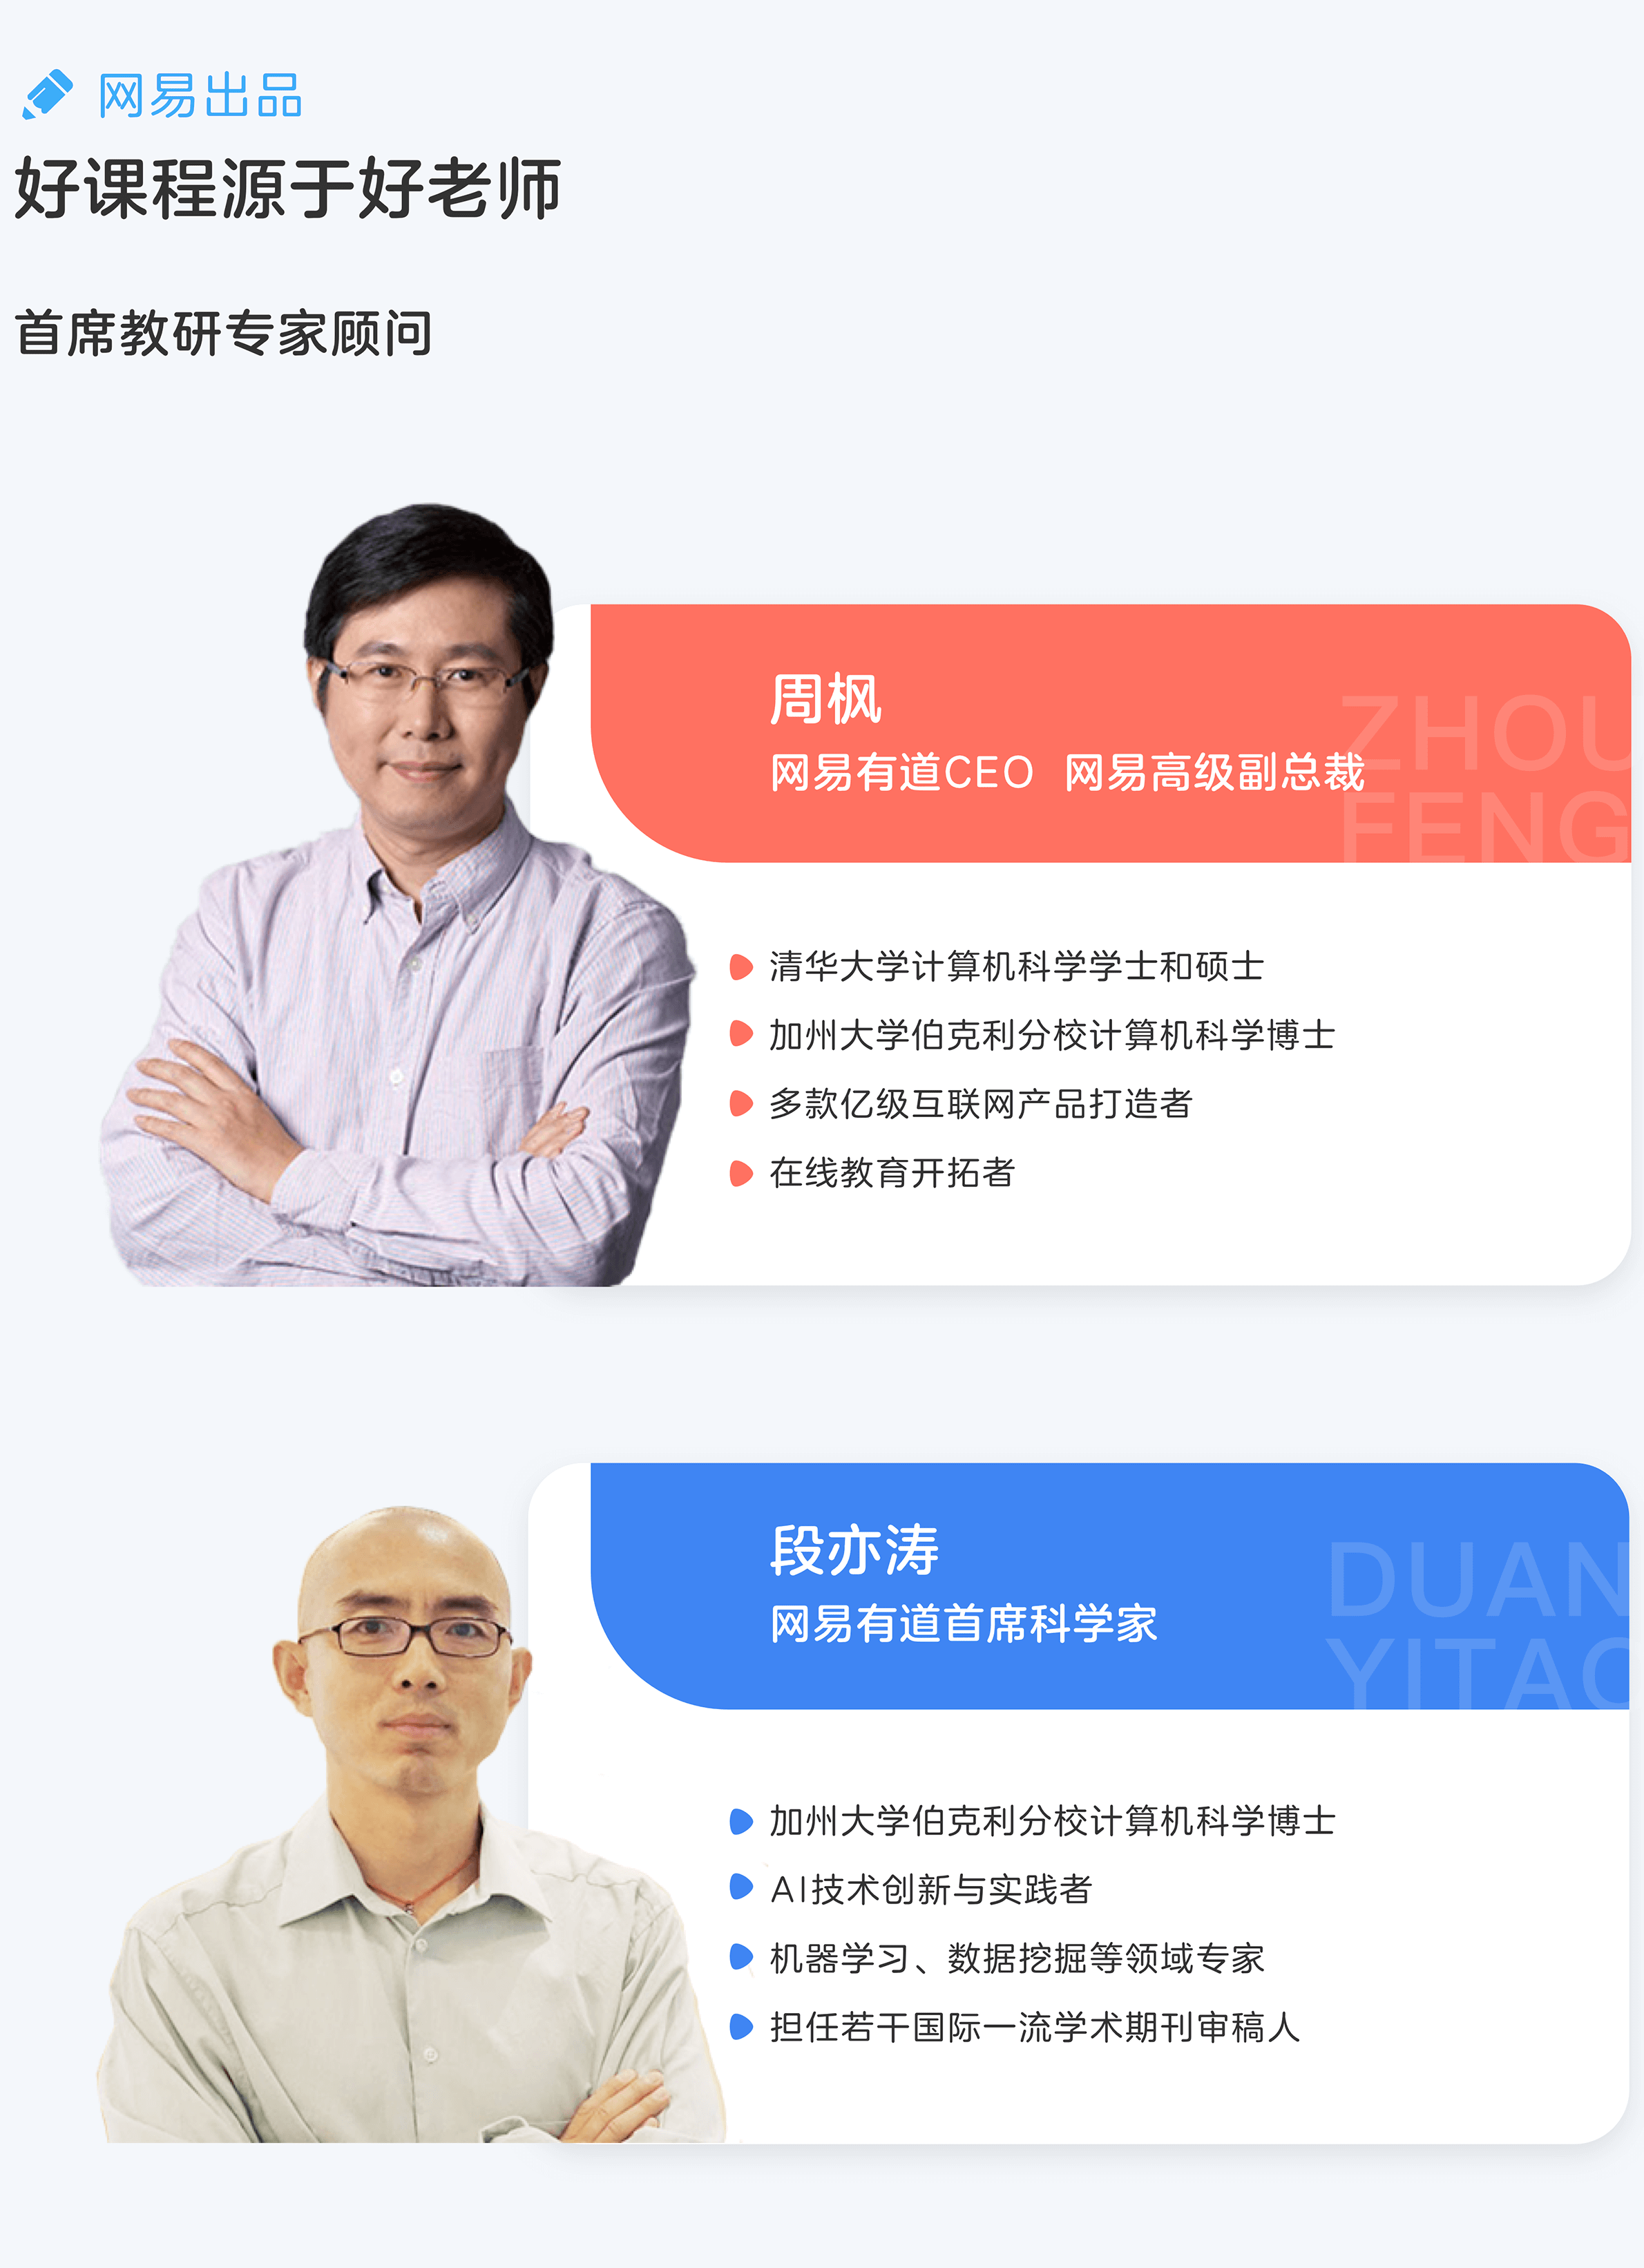 网易出品
好课程源于好老师
首席教研专家顾问
周枫
网易有道CEO 网易高级副总裁
ZHOU
FENG
清华大学计算机科学学士和硕士
加州大学伯克利分校计算机科学博士
多款亿级互联网产品打造者
在线教育开拓者
段亦涛
网易有道首席科学家
DUAN
YITAO
加州大学伯克利分校计算机科学博士
AI技术创新与实践者
机器学习、数据挖掘等领域专家
担任若干国际一流学术期刊审稿人